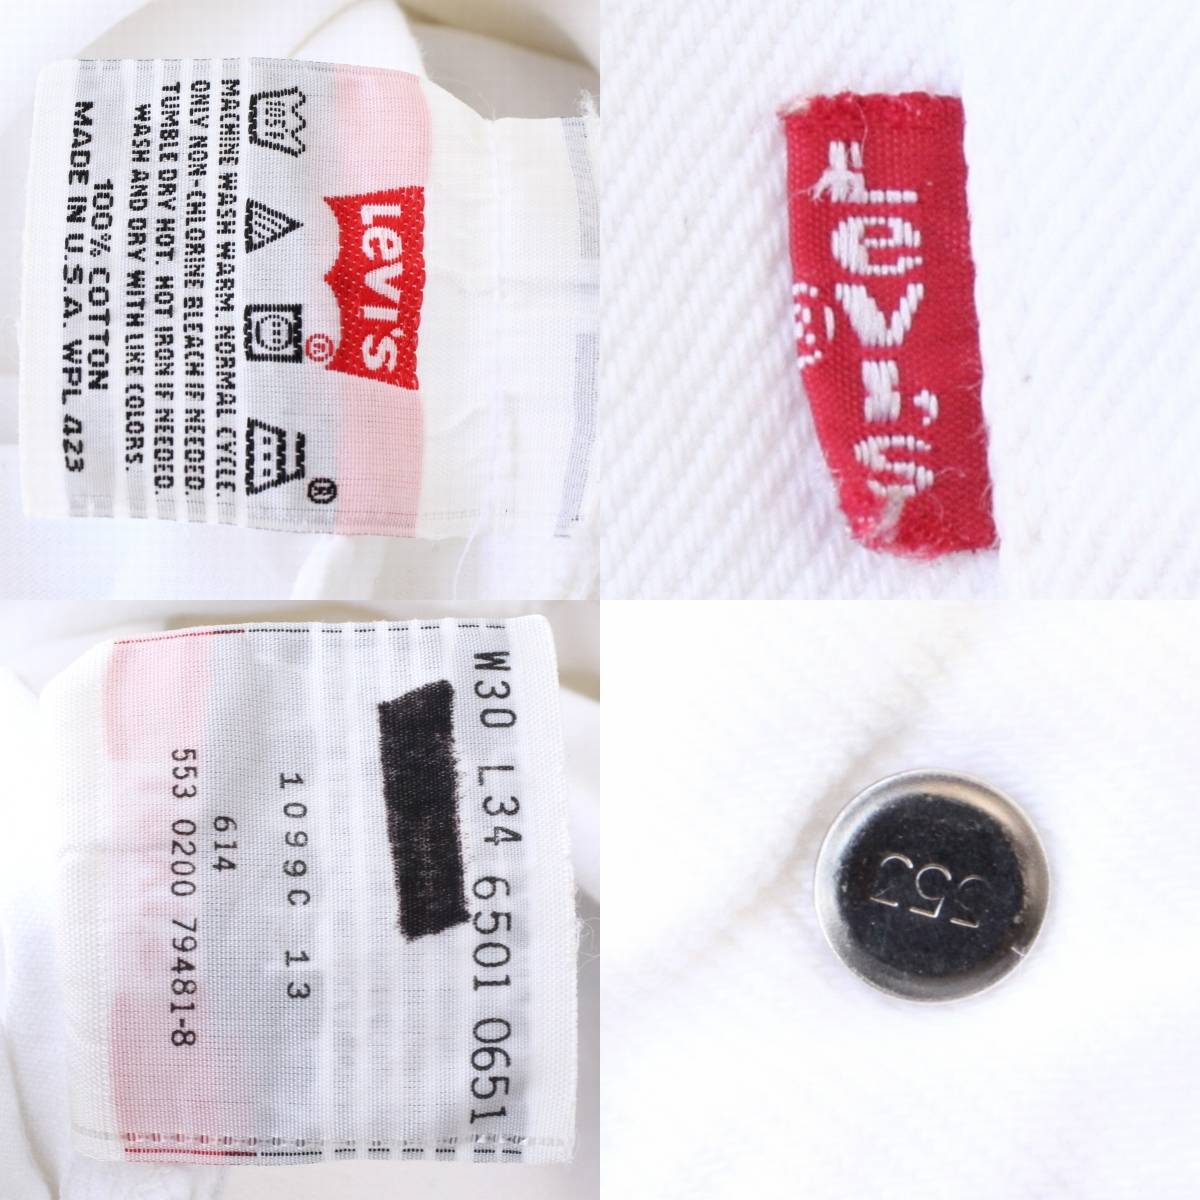 Levi's
®
®
MACHINE WASH WARM. NORMAL CYCLE.
ONLY NON-CHLORINE BLEACH IF NEEDED.
TUMBLE DRY HOT. HOT IRON IF NEEDED.
WASH AND DRY WITH LIKE COLORS.
100% COTTON
MADE IN U.S.A. WPL 423
Levi's
®
W30 L34 6501 0651
1099C 13
614
553 0200 79481-8
553